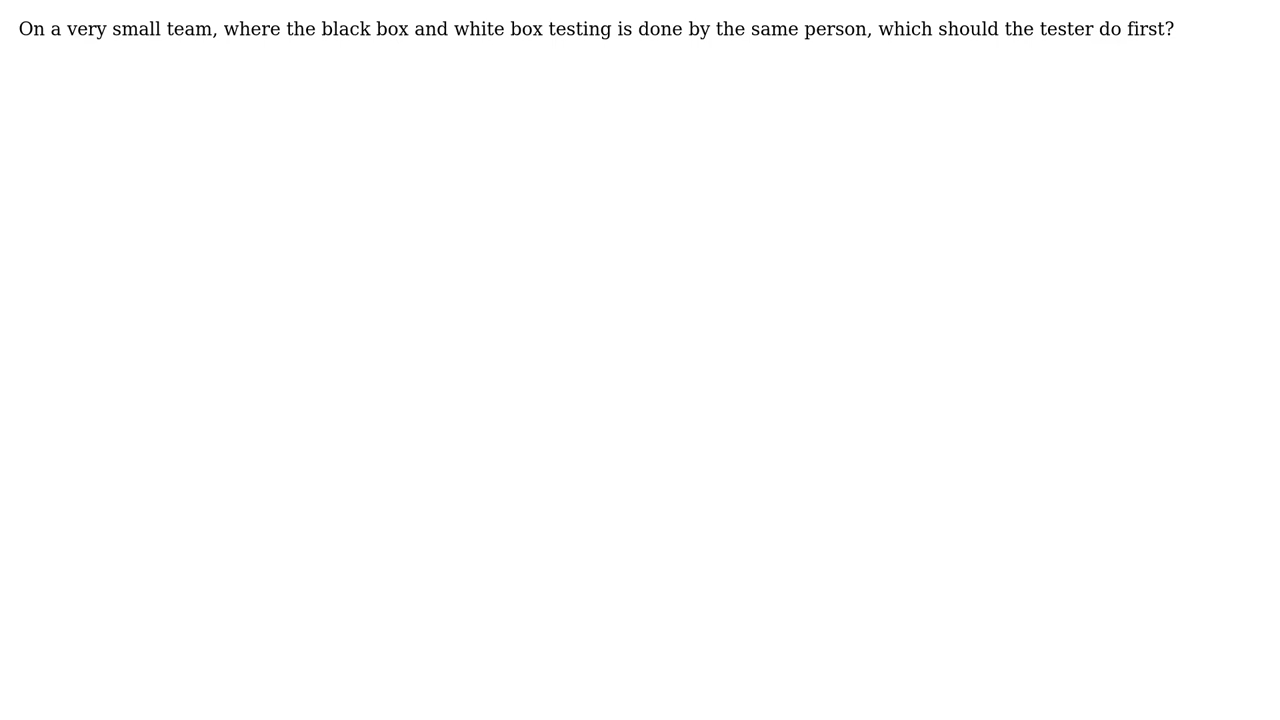 On a very small team, where the black box and white box testing is done by the same person, which should the tester do first?